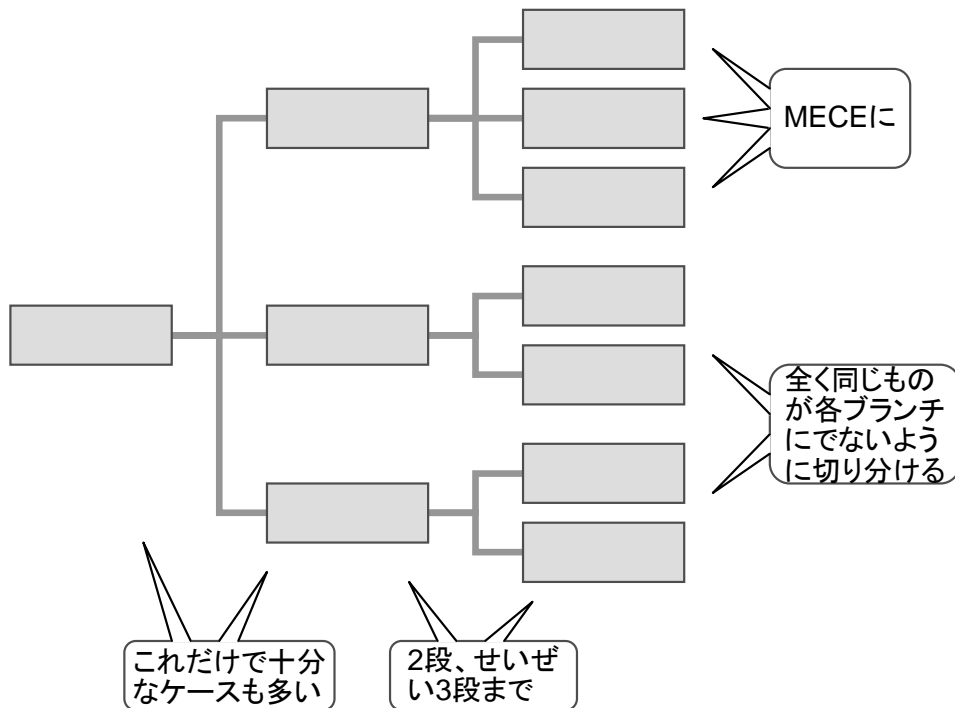 MECEに
全く同じもの
が各ブランチ
にでないよう
に切り分ける
これだけで十分
なケースも多い
2段、せいぜ
い3段まで